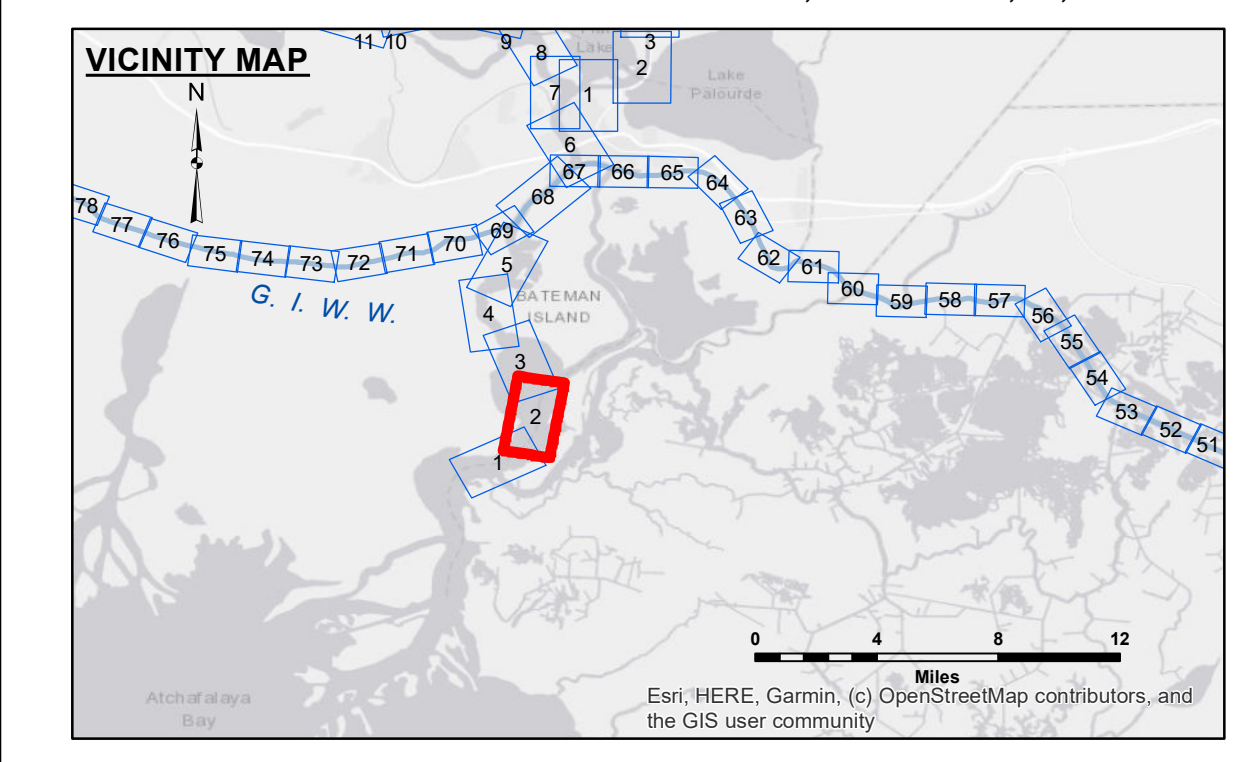 VICINITY MAP
N
11 10
9
8
3
Lake
2
Lake
Palourde
7
1
6
67 66 65 64
68
63
78
77
76
75 74 73 72 71 70 69
5
62 61
60 59 58 57
56
G. I. W. W.
BATEMAN
ISLAND
4
55
54
3
53 52 51
2
1
0 4 8 12
Miles
Atchafalaya
Bay
Esri, HERE, Garmin, (c) OpenStreetMap contributors, and
the GIS user community